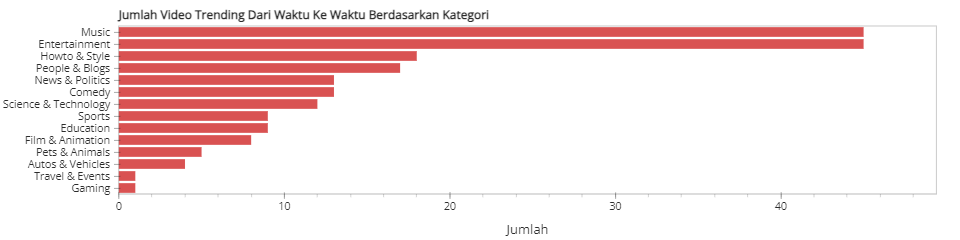 Jumlah Video Trending Dari Waktu Ke Waktu Berdasarkan Kategori
Music
Entertainment
Howto & Style
People & Blogs
News & Politics
Comedy
Science & Technology
Sports
Education
Film & Animation
Pets & Animals
Autos & Vehicles
Travel & Events
Gaming
0 10 20 30 40
Jumlah